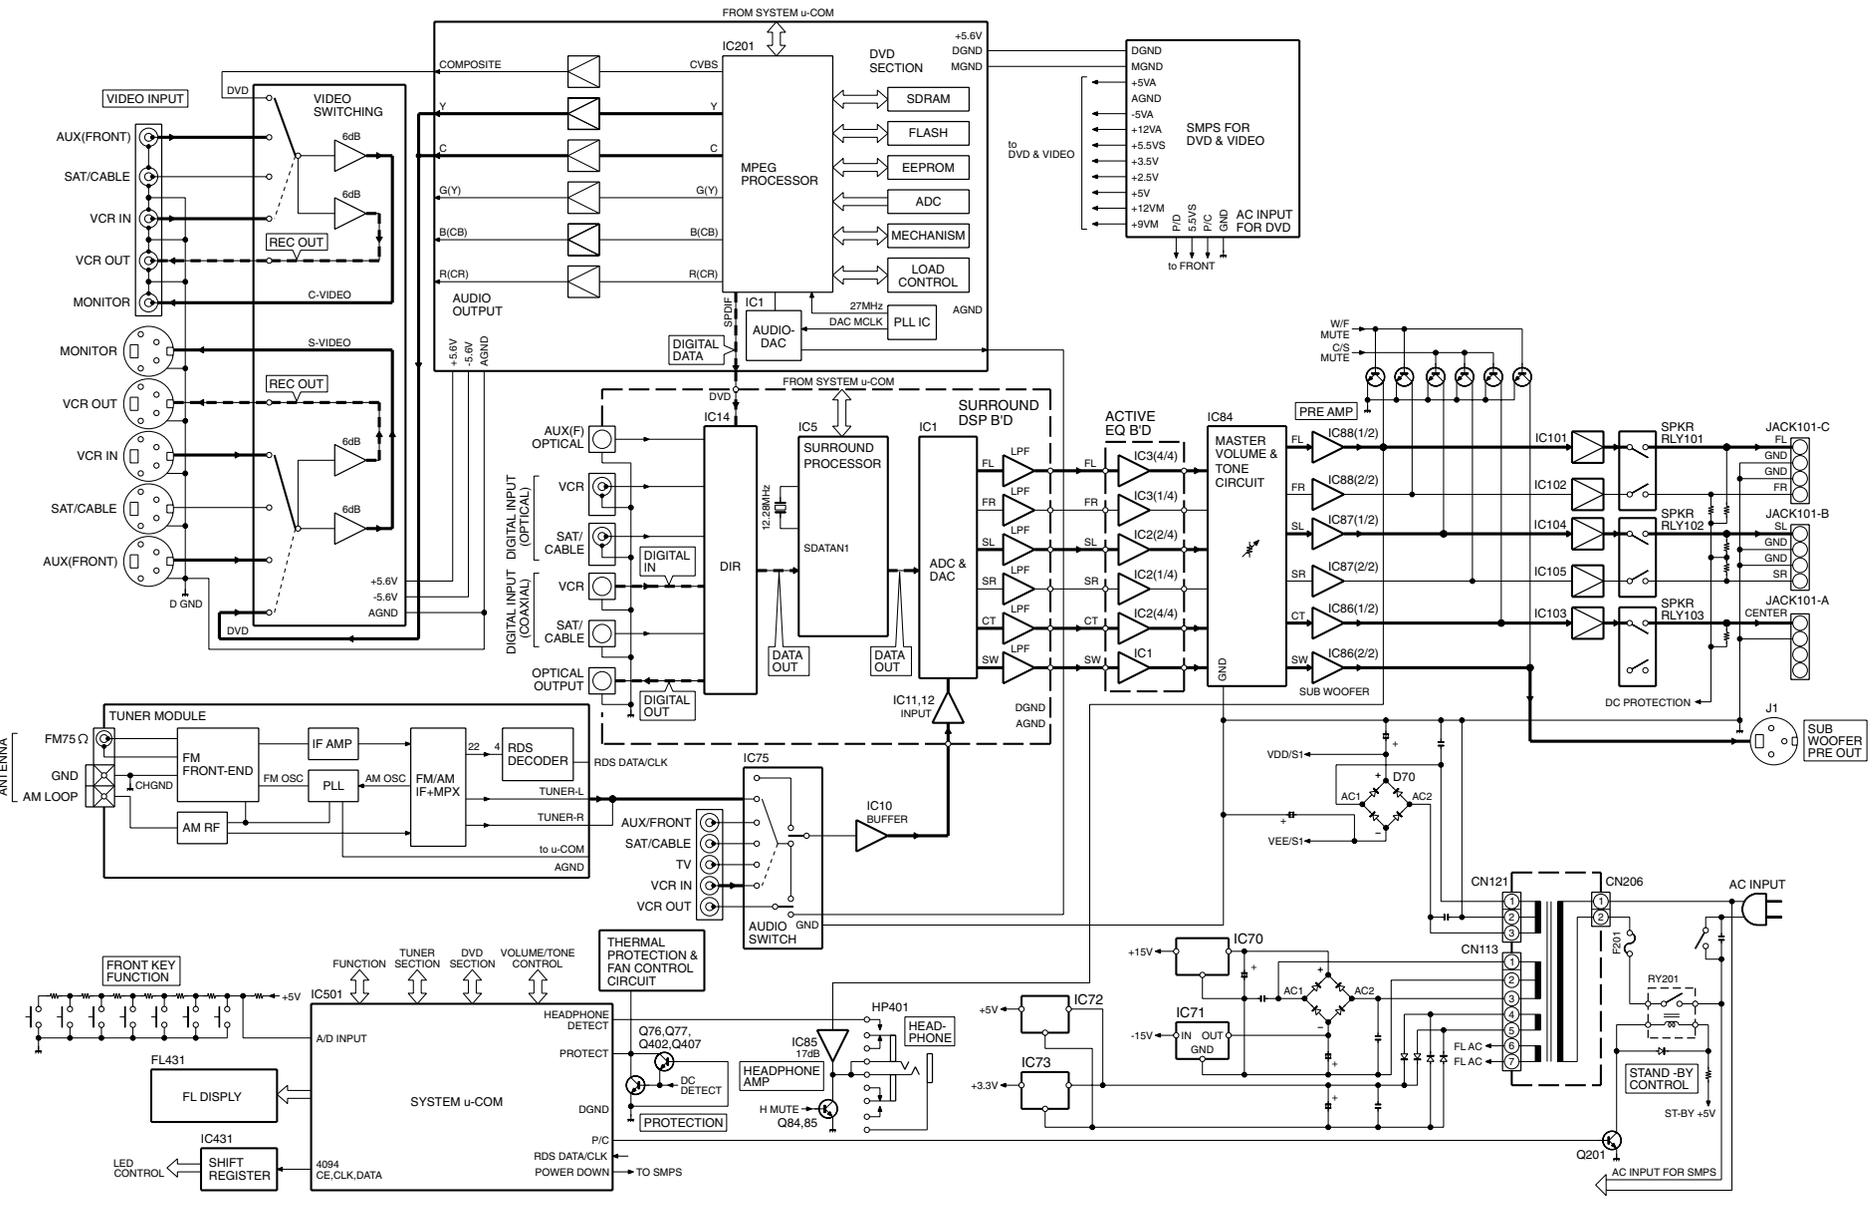 FROM SYSTEM u-COM
IC201
DVD
SECTION
+5.6V
DGND
MGND
COMPOSITE
CVBS
Y
Y
C
C
G(Y)
G(Y)
B(CB)
B(CB)
R(CR)
R(CR)
MPEG
PROCESSOR
SDRAM
FLASH
EEPROM
ADC
MECHANISM
LOAD
CONTROL
27MHz
DAC MCLK
PLL IC
AGND
IC1
AUDIO-
DAC
SPDIF
DIGITAL
DATA
AUDIO
OUTPUT
+5.6V
-5.6V
AGND
VIDEO INPUT
DVD
VIDEO
SWITCHING
AUX(FRONT)
SAT/CABLE
VCR IN
VCR OUT
MONITOR
6dB
6dB
REC OUT
C-VIDEO
MONITOR
VCR OUT
VCR IN
SAT/CABLE
AUX(FRONT)
S-VIDEO
REC OUT
6dB
6dB
D GND
+5.6V
-5.6V
AGND
DVD
DGND
MGND
+5VA
AGND
-5VA
+12VA
+5.5VS
+3.5V
+2.5V
+5V
+12VM
+9VM
to
DVD & VIDEO
SMPS FOR
DVD & VIDEO
P/D
5.5VS
P/C
GND
AC INPUT
FOR DVD
to FRONT
FROM SYSTEM u-COM
DVD
IC14
DIR
AUX(F)
OPTICAL
DIGITAL INPUT
(OPTICAL)
VCR
SAT/
CABLE
DIGITAL
IN
DIGITAL INPUT
(COAXIAL)
VCR
SAT/
CABLE
OPTICAL
OUTPUT
DIGITAL
OUT
12.28MHz
IC5
SURROUND
PROCESSOR
SDATAN1
DATA
OUT
DATA
OUT
IC1
ADC &
DAC
SURROUND
DSP B'D
FL
LPF
FR
LPF
SL
LPF
SR
LPF
CT
LPF
SW
LPF
IC11,12
INPUT
DGND
AGND
ACTIVE
EQ B'D
FL
IC3(4/4)
FR
IC3(1/4)
SL
IC2(2/4)
SR
IC2(1/4)
CT
IC2(4/4)
SW
IC1
IC84
MASTER
VOLUME &
TONE
CIRCUIT
GND
PRE AMP
W/F
MUTE
C/S
MUTE
FL
IC88(1/2)
FR
IC88(2/2)
SL
IC87(1/2)
SR
IC87(2/2)
CT
IC86(1/2)
SW
IC86(2/2)
SUB WOOFER
IC101
IC102
IC104
IC105
IC103
SPKR
RLY101
SPKR
RLY102
SPKR
RLY103
JACK101-C
FL
GND
GND
FR
JACK101-B
SL
GND
GND
SR
JACK101-A
CENTER
DC PROTECTION
J1
SUB
WOOFER
PRE OUT
ANTENNA
TUNER MODULE
FM75 Ω
GND
AM LOOP
CHGND
FM
FRONT-END
AM RF
IF AMP
FM OSC
PLL
AM OSC
FM/AM
IF+MPX
22
4
RDS
DECODER
RDS DATA/CLK
TUNER-L
TUNER-R
to u-COM
AGND
IC75
AUX/FRONT
SAT/CABLE
TV
VCR IN
VCR OUT
AUDIO
SWITCH
GND
IC10
BUFFER
VDD/S1
AC1
D70
AC2
+
+
+
−
VEE/S1
CN121
1
2
3
CN113
1
2
3
4
5
6
7
FL AC
FL AC
CN206
1
2
AC INPUT
F201
RY201
STAND -BY
CONTROL
ST-BY +5V
Q201
AC INPUT FOR SMPS
IC70
+15V
IC71
-15V
IN
OUT
GND
AC1
AC2
+
+
+
+
−
IC72
+5V
IC73
+3.3V
FRONT KEY
FUNCTION
+5V
FL431
FL DISPLY
IC431
SHIFT
REGISTER
LED
CONTROL
FUNCTION
TUNER
SECTION
DVD
SECTION
VOLUME/TONE
CONTROL
IC501
A/D INPUT
SYSTEM u-COM
4094
CE,CLK,DATA
HEADPHONE
DETECT
PROTECT
DGND
P/C
RDS DATA/CLK
POWER DOWN
TO SMPS
THERMAL
PROTECTION &
FAN CONTROL
CIRCUIT
Q76,Q77,
Q402,Q407
DC
DETECT
PROTECTION
IC85
17dB
HEADPHONE
AMP
H MUTE
Q84,85
HP401
HEAD-
PHONE